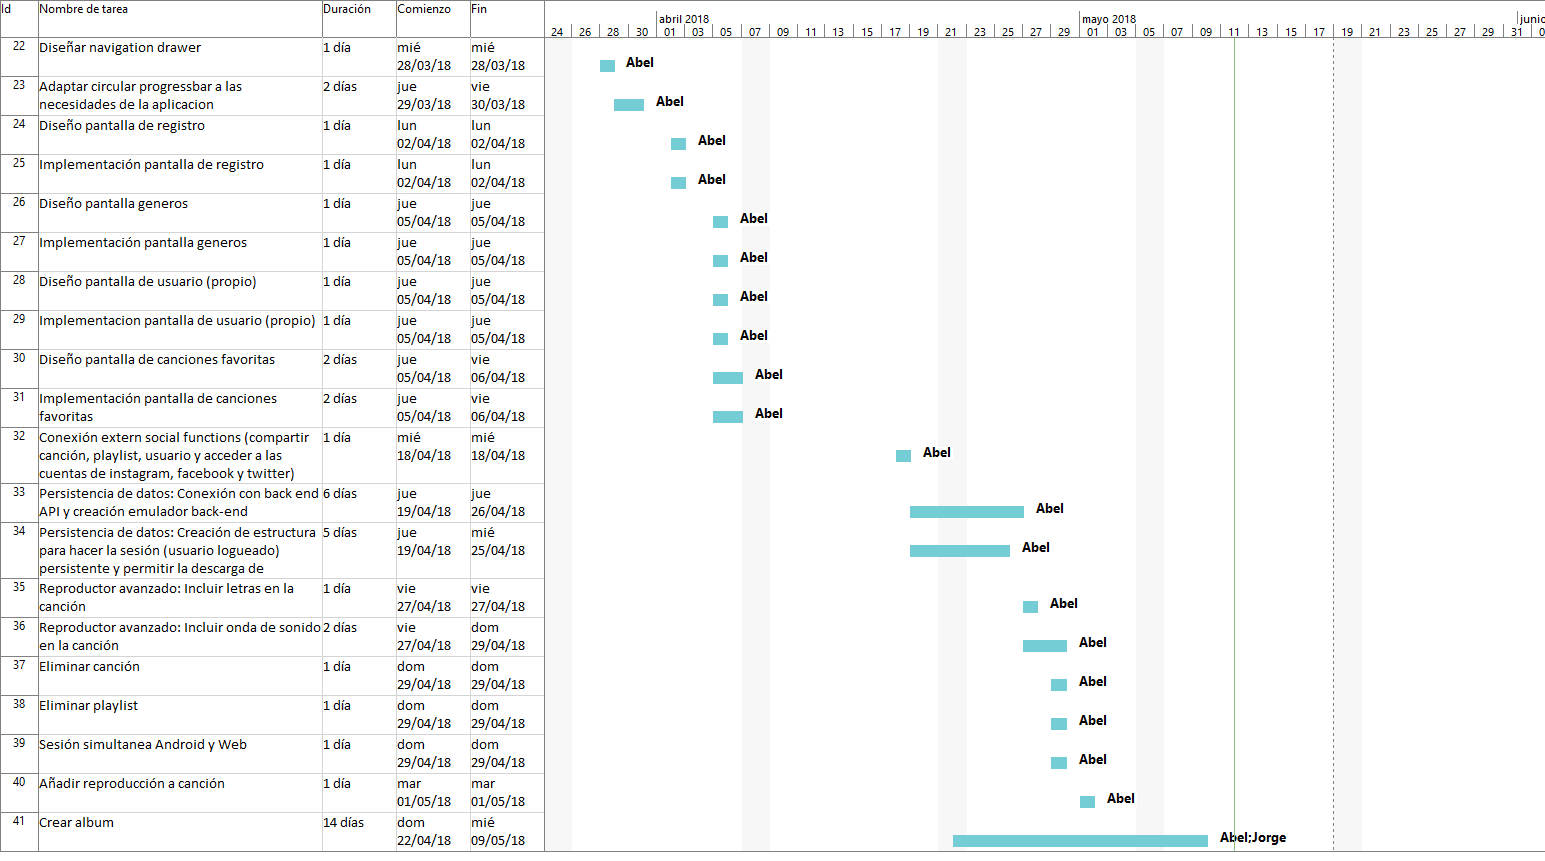 Id Nombre de tarea Duración Comienzo Fin
abril 2018 mayo 2018 junio
24 26 28 30 01 03 05 07 09 11 13 15 17 19 21 23 25 27 29 01 03 05 07 09 11 13 15 17 19 21 23 25 27 29 31
22 Diseñar navigation drawer 1 día mié mié
28/03/18 28/03/18
Abel
23 Adaptar circular progressbar a las 2 días jue vie
necesidades de la aplicacion 29/03/18 30/03/18
Abel
24 Diseño pantalla de registro 1 día lun lun
02/04/18 02/04/18
Abel
25 Implementación pantalla de registro 1 día lun lun
02/04/18 02/04/18
Abel
26 Diseño pantalla generos 1 día jue jue
05/04/18 05/04/18
Abel
27 Implementación pantalla generos 1 día jue jue
05/04/18 05/04/18
Abel
28 Diseño pantalla de usuario (propio) 1 día jue jue
05/04/18 05/04/18
Abel
29 Implementacion pantalla de usuario (propio) 1 día jue jue
05/04/18 05/04/18
Abel
30 Diseño pantalla de canciones favoritas 2 días jue vie
05/04/18 06/04/18
Abel
31 Implementación pantalla de canciones 2 días jue vie
favoritas 05/04/18 06/04/18
Abel
32 Conexión extern social functions (compartir 1 día mié mié
canción, playlist, usuario y acceder a las 18/04/18 18/04/18
cuentas de instagram, facebook y twitter)
Abel
33 Persistencia de datos: Conexión con back end 6 días jue jue
API y creación emulador back-end 19/04/18 26/04/18
Abel
34 Persistencia de datos: Creación de estructura 5 días jue mié
para hacer la sesión (usuario logueado) 19/04/18 25/04/18
persistente y permitir la descarga de
Abel
35 Reproductor avanzado: Incluir letras en la 1 día vie vie
canción 27/04/18 27/04/18
Abel
36 Reproductor avanzado: Incluir onda de sonido 2 días vie dom
en la canción 27/04/18 29/04/18
Abel
37 Eliminar canción 1 día dom dom
29/04/18 29/04/18
Abel
38 Eliminar playlist 1 día dom dom
29/04/18 29/04/18
Abel
39 Sesión simultanea Android y Web 1 día dom dom
29/04/18 29/04/18
Abel
40 Añadir reproducción a canción 1 día mar mar
01/05/18 01/05/18
Abel
41 Crear album 14 días dom mié
22/04/18 09/05/18
Abel;Jorge